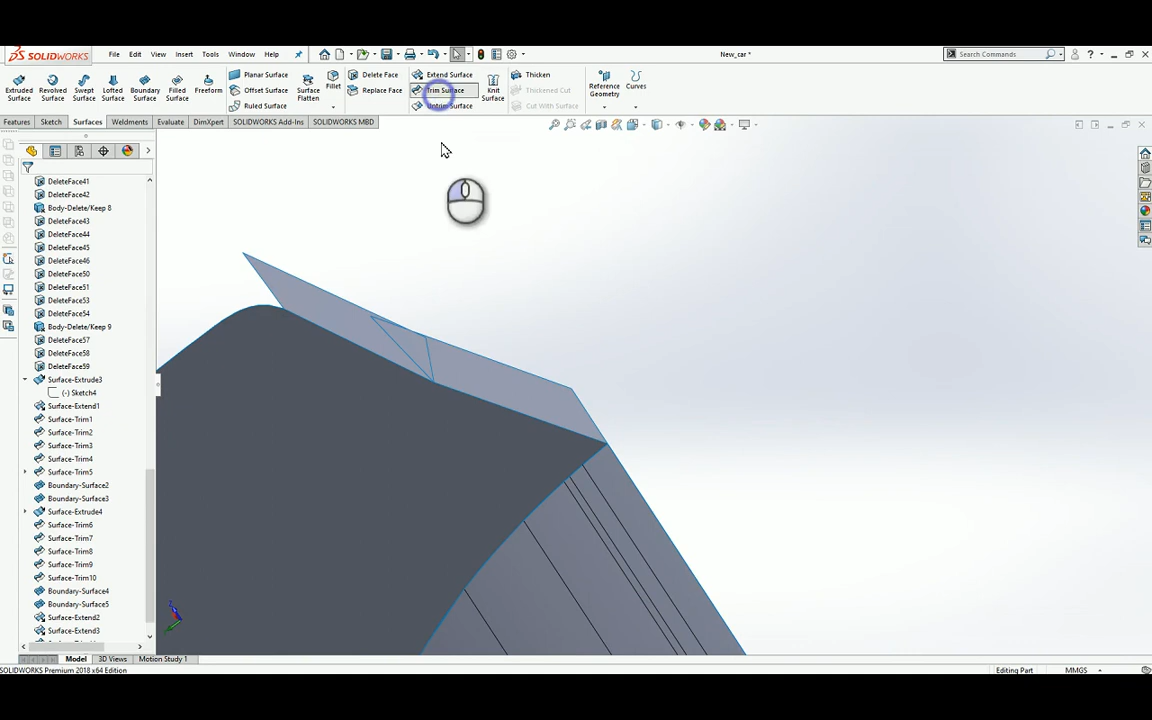 SOLIDWORKS File Edit View Insert Tools Window Help New_car * Search Commands
Extruded Surface Revolved Surface Swept Surface Lofted Surface Boundary Surface Filled Surface Freeform Planar Surface Offset Surface Ruled Surface Surface Flatten Fillet Delete Face Replace Face Extend Surface Trim Surface Untrim Surface Knit Surface Thicken Thickened Cut Cut With Surface Reference Geometry Curves
Features Sketch Surfaces Weldments Evaluate DimXpert SOLIDWORKS Add-Ins SOLIDWORKS MBD
DeleteFace41
DeleteFace42
Body-Delete/Keep 8
DeleteFace43
DeleteFace44
DeleteFace45
DeleteFace46
DeleteFace50
DeleteFace51
DeleteFace53
DeleteFace54
Body-Delete/Keep 9
DeleteFace57
DeleteFace58
DeleteFace59
Surface-Extrude3
(-) Sketch4
Surface-Extend1
Surface-Trim1
Surface-Trim2
Surface-Trim3
Surface-Trim4
Surface-Trim5
Boundary-Surface2
Boundary-Surface3
Surface-Extrude4
Surface-Trim6
Surface-Trim7
Surface-Trim8
Surface-Trim9
Surface-Trim10
Boundary-Surface4
Boundary-Surface5
Surface-Extend2
Surface-Extend3
Model 3D Views Motion Study 1
SOLIDWORKS Premium 2018 x64 Edition Editing Part MMGS